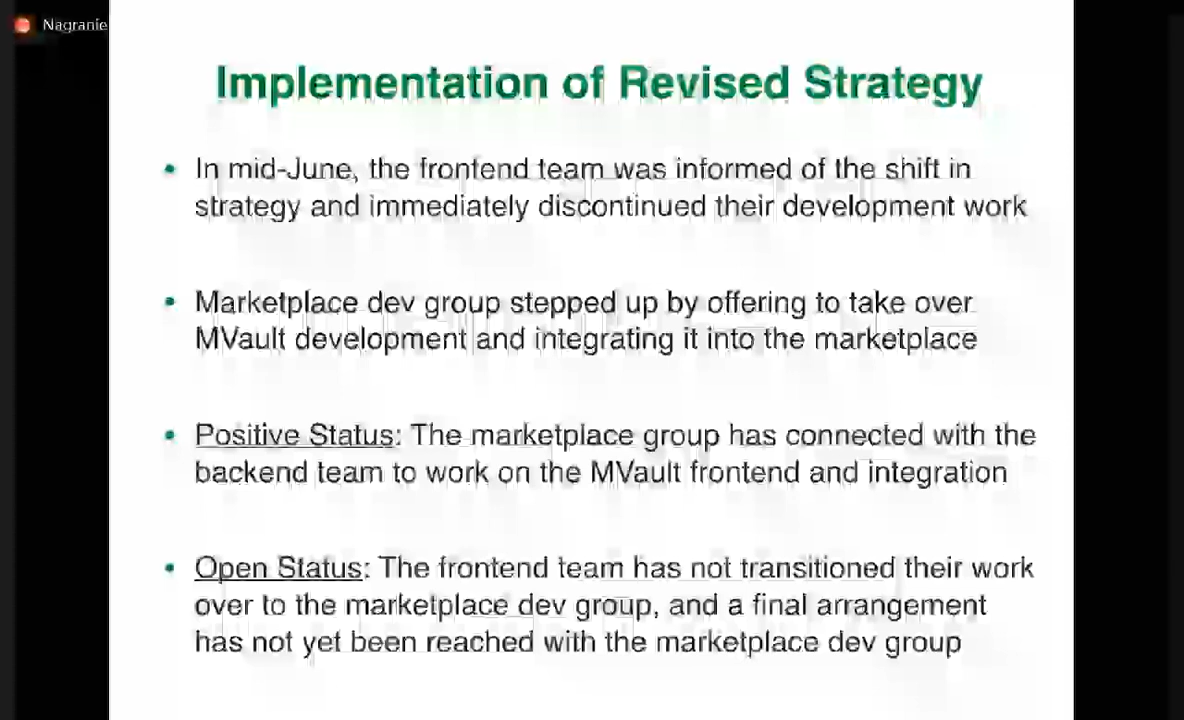 Nagranie
Implementation of Revised Strategy
• In mid-June, the frontend team was informed of the shift in
strategy and immediately discontinued their development work
• Marketplace dev group stepped up by offering to take over
MVault development and integrating it into the marketplace
• Positive Status: The marketplace group has connected with the
backend team to work on the MVault frontend and integration
• Open Status: The frontend team has not transitioned their work
over to the marketplace dev group, and a final arrangement
has not yet been reached with the marketplace dev group